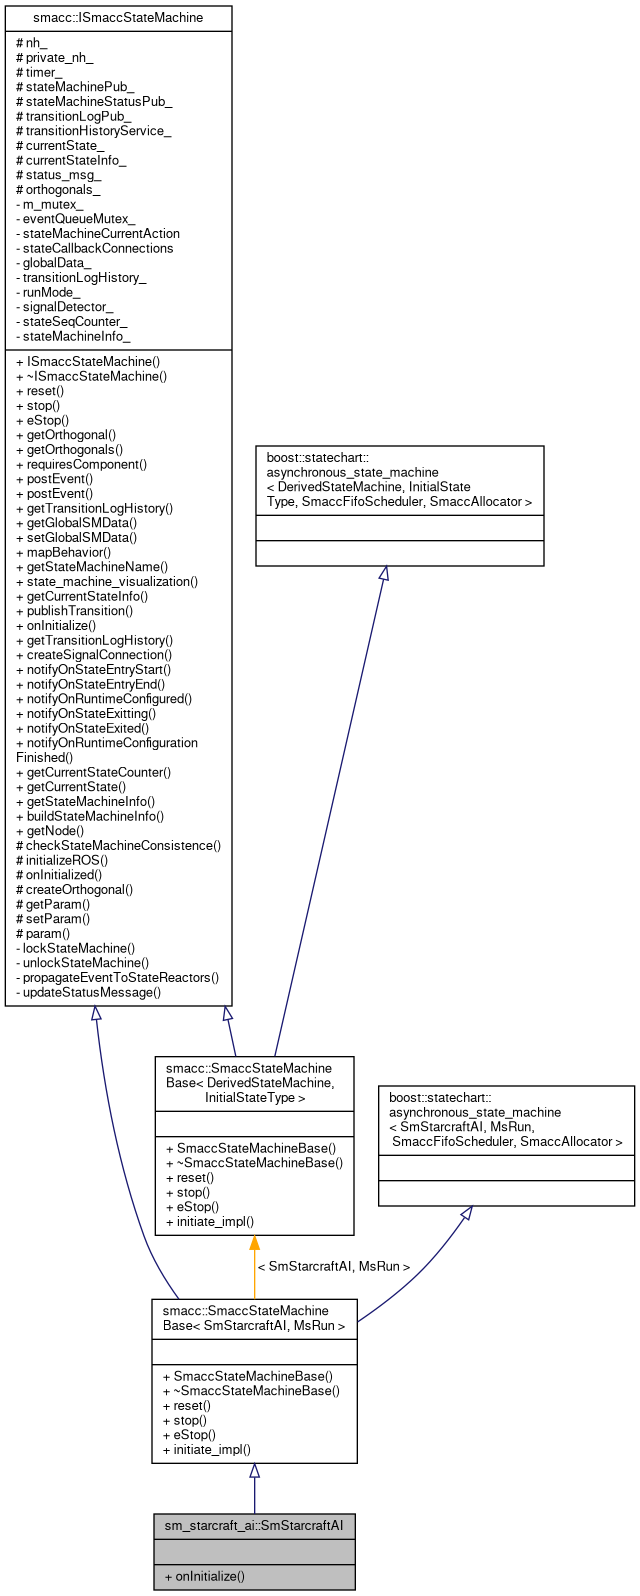 smacc::ISmaccStateMachine
# nh_
# private_nh_
# timer_
# stateMachinePub_
# stateMachineStatusPub_
# transitionLogPub_
# transitionHistoryService_
# currentState_
# currentStateInfo_
# status_msg_
# orthogonals_
- m_mutex_
- eventQueueMutex_
- stateMachineCurrentAction
- stateCallbackConnections
- globalData_
- transitionLogHistory_
- runMode_
- signalDetector_
- stateSeqCounter_
- stateMachineInfo_
+ ISmaccStateMachine()
+ ~ISmaccStateMachine()
+ reset()
+ stop()
+ eStop()
+ getOrthogonal()
+ getOrthogonals()
+ requiresComponent()
+ postEvent()
+ postEvent()
+ getTransitionLogHistory()
+ getGlobalSMData()
+ setGlobalSMData()
+ mapBehavior()
+ getStateMachineName()
+ state_machine_visualization()
+ getCurrentStateInfo()
+ publishTransition()
+ onInitialize()
+ getTransitionLogHistory()
+ createSignalConnection()
+ notifyOnStateEntryStart()
+ notifyOnStateEntryEnd()
+ notifyOnRuntimeConfigured()
+ notifyOnStateExitting()
+ notifyOnStateExited()
+ notifyOnRuntimeConfiguration
Finished()
+ getCurrentStateCounter()
+ getCurrentState()
+ getStateMachineInfo()
+ buildStateMachineInfo()
+ getNode()
# checkStateMachineConsistence()
# initializeROS()
# onInitialized()
# createOrthogonal()
# getParam()
# setParam()
# param()
- lockStateMachine()
- unlockStateMachine()
- propagateEventToStateReactors()
- updateStatusMessage()
boost::statechart::
asynchronous_state_machine
< DerivedStateMachine, InitialState
Type, SmaccFifoScheduler, SmaccAllocator >
smacc::SmaccStateMachine
Base< DerivedStateMachine,
InitialStateType >
+ SmaccStateMachineBase()
+ ~SmaccStateMachineBase()
+ reset()
+ stop()
+ eStop()
+ initiate_impl()
boost::statechart::
asynchronous_state_machine
< SmStarcraftAI, MsRun,
SmaccFifoScheduler, SmaccAllocator >
< SmStarcraftAI, MsRun >
smacc::SmaccStateMachine
Base< SmStarcraftAI, MsRun >
+ SmaccStateMachineBase()
+ ~SmaccStateMachineBase()
+ reset()
+ stop()
+ eStop()
+ initiate_impl()
sm_starcraft_ai::SmStarcraftAI
+ onInitialize()